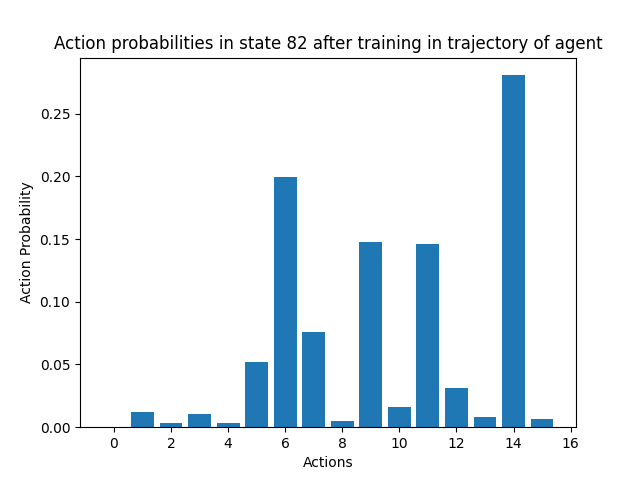 Action probabilities in state 82 after training in trajectory of agent
0.25
0.20
0.15
0.10
0.05
0.00
Action Probability
0 2 4 6 8 10 12 14 16
Actions